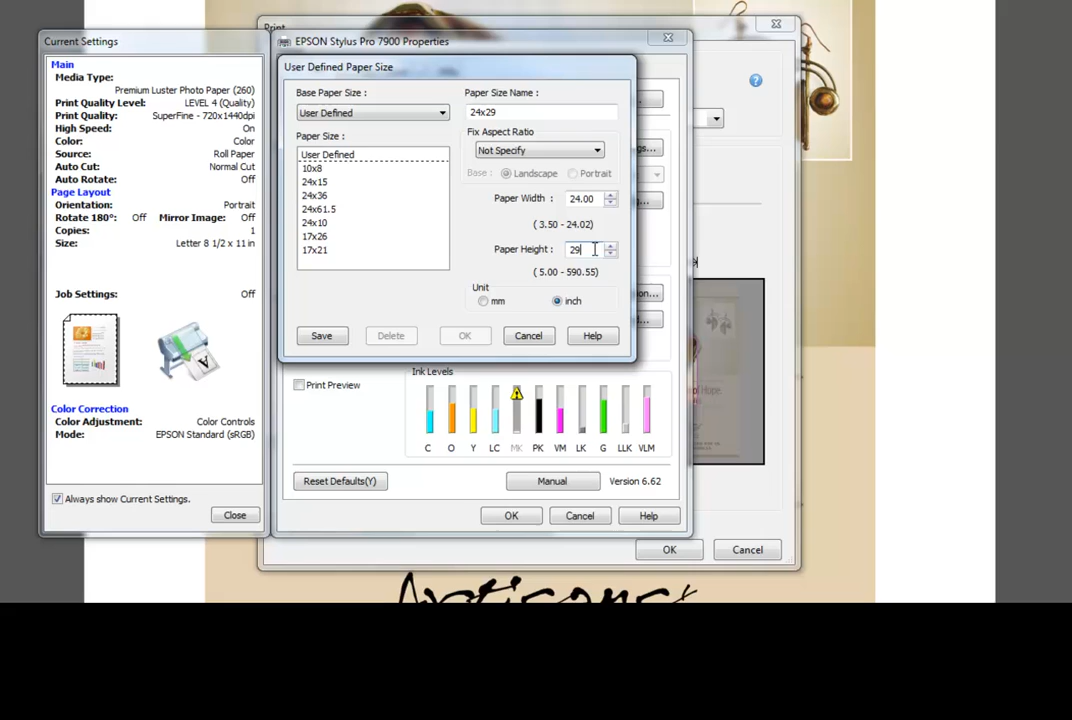 Print
Current Settings
Main
Media Type:
Premium Luster Photo Paper (260)
Print Quality Level: LEVEL 4 (Quality)
Print Quality: SuperFine - 720x1440dpi
High Speed: On
Color: Color
Source: Roll Paper
Auto Cut: Normal Cut
Auto Rotate: Off
Page Layout
Orientation: Portrait
Rotate 180°: Off Mirror Image: Off
Copies: 1
Size: Letter 8 1/2 x 11 in
Job Settings: Off
A
Color Correction
Color Adjustment: Color Controls
Mode: EPSON Standard (sRGB)
Always show Current Settings.
Close
EPSON Stylus Pro 7900 Properties
User Defined Paper Size
Base Paper Size :
User Defined
Paper Size :
User Defined
10x8
24x15
24x36
24x61.5
24x10
17x26
17x21
Paper Size Name :
24x29
Fix Aspect Ratio
Not Specify
Base : Landscape Portrait
Paper Width : 24.00
( 3.50 - 24.02)
Paper Height : 29
( 5.00 - 590.55)
Unit
mm inch
Save Delete OK Cancel Help
Print Preview
Ink Levels
C O Y LC MK PK VM LK G LLK VLM
Reset Defaults(Y) Manual Version 6.62
OK Cancel Help
OK Cancel
of Hope